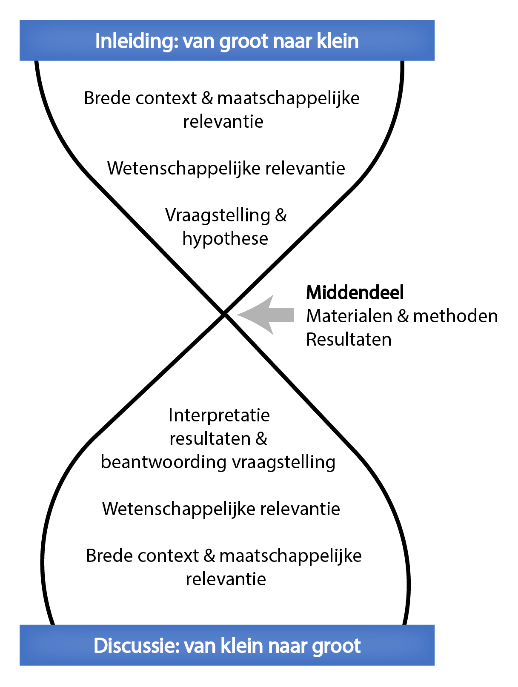 Inleiding: van groot naar klein
Brede context & maatschappelijke
relevantie
Wetenschappelijke relevantie
Vraagstelling &
hypothese
Middendeel
Materialen & methoden
Resultaten
Interpretatie
resultaten &
beantwoording vraagstelling
Wetenschappelijke relevantie
Brede context & maatschappelijke
relevantie
Discussie: van klein naar groot